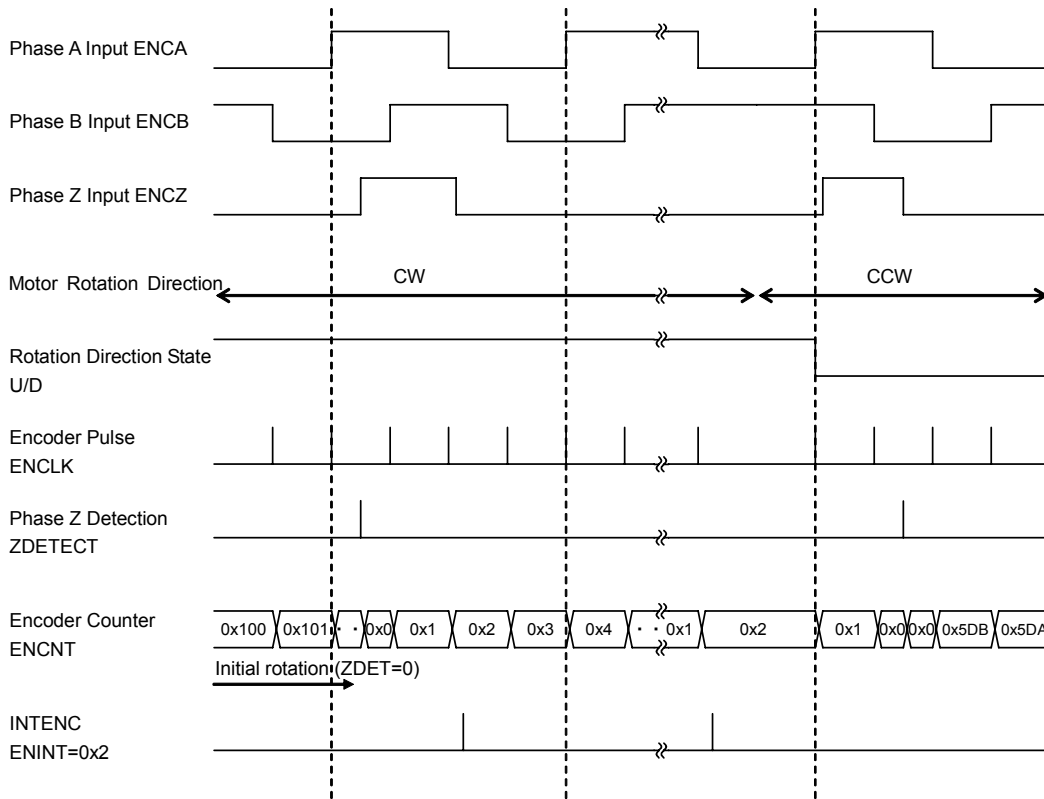 Phase A Input ENCA
Phase B Input ENCB
Phase Z Input ENCZ
Motor Rotation Direction
CW
CCW
Rotation Direction State
U/D
Encoder Pulse
ENCLK
Phase Z Detection
ZDETECT
Encoder Counter
ENCNT
0x100 0x101 ・・ 0x0 0x1 0x2 0x3 0x4 ・・ 0x1 0x2 0x1 0x0 0x0 0x5DB 0x5DA
Initial rotation (ZDET=0)
INTENC
ENINT=0x2